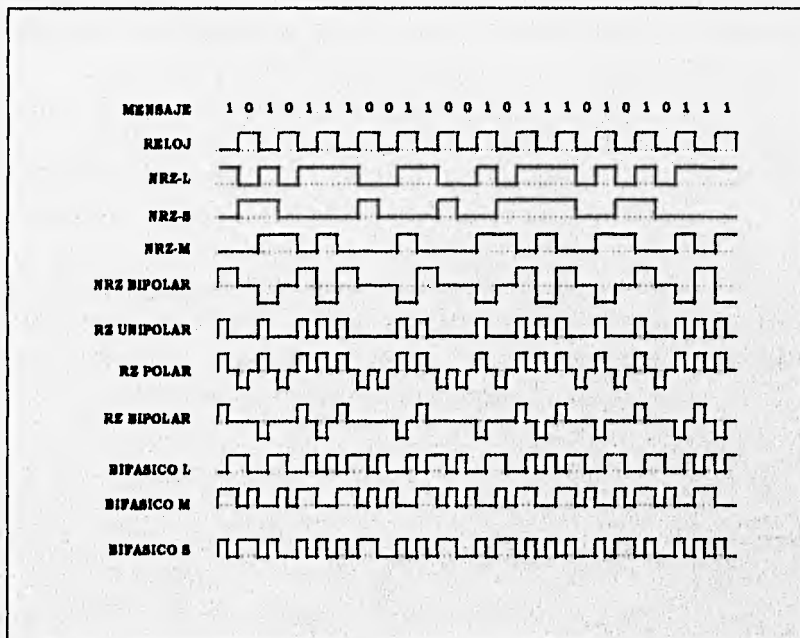 MENSAJE 1 0 1 0 1 1 1 0 0 1 1 0 0 1 0 1 1 1 0 1 0 1 0 1 1 1
RELOJ
NRZ-L
NRZ-S
NRZ-M
NRZ BIPOLAR
RZ UNIPOLAR
RZ POLAR
RZ BIPOLAR
BIFASICO L
BIFASICO M
BIFASICO S